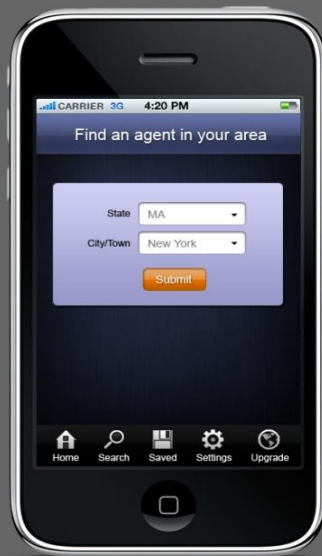 CARRIER 3G 4:20 PM
Find an agent in your area
State MA
City/Town New York
Submit
Home Search Saved Settings Upgrade